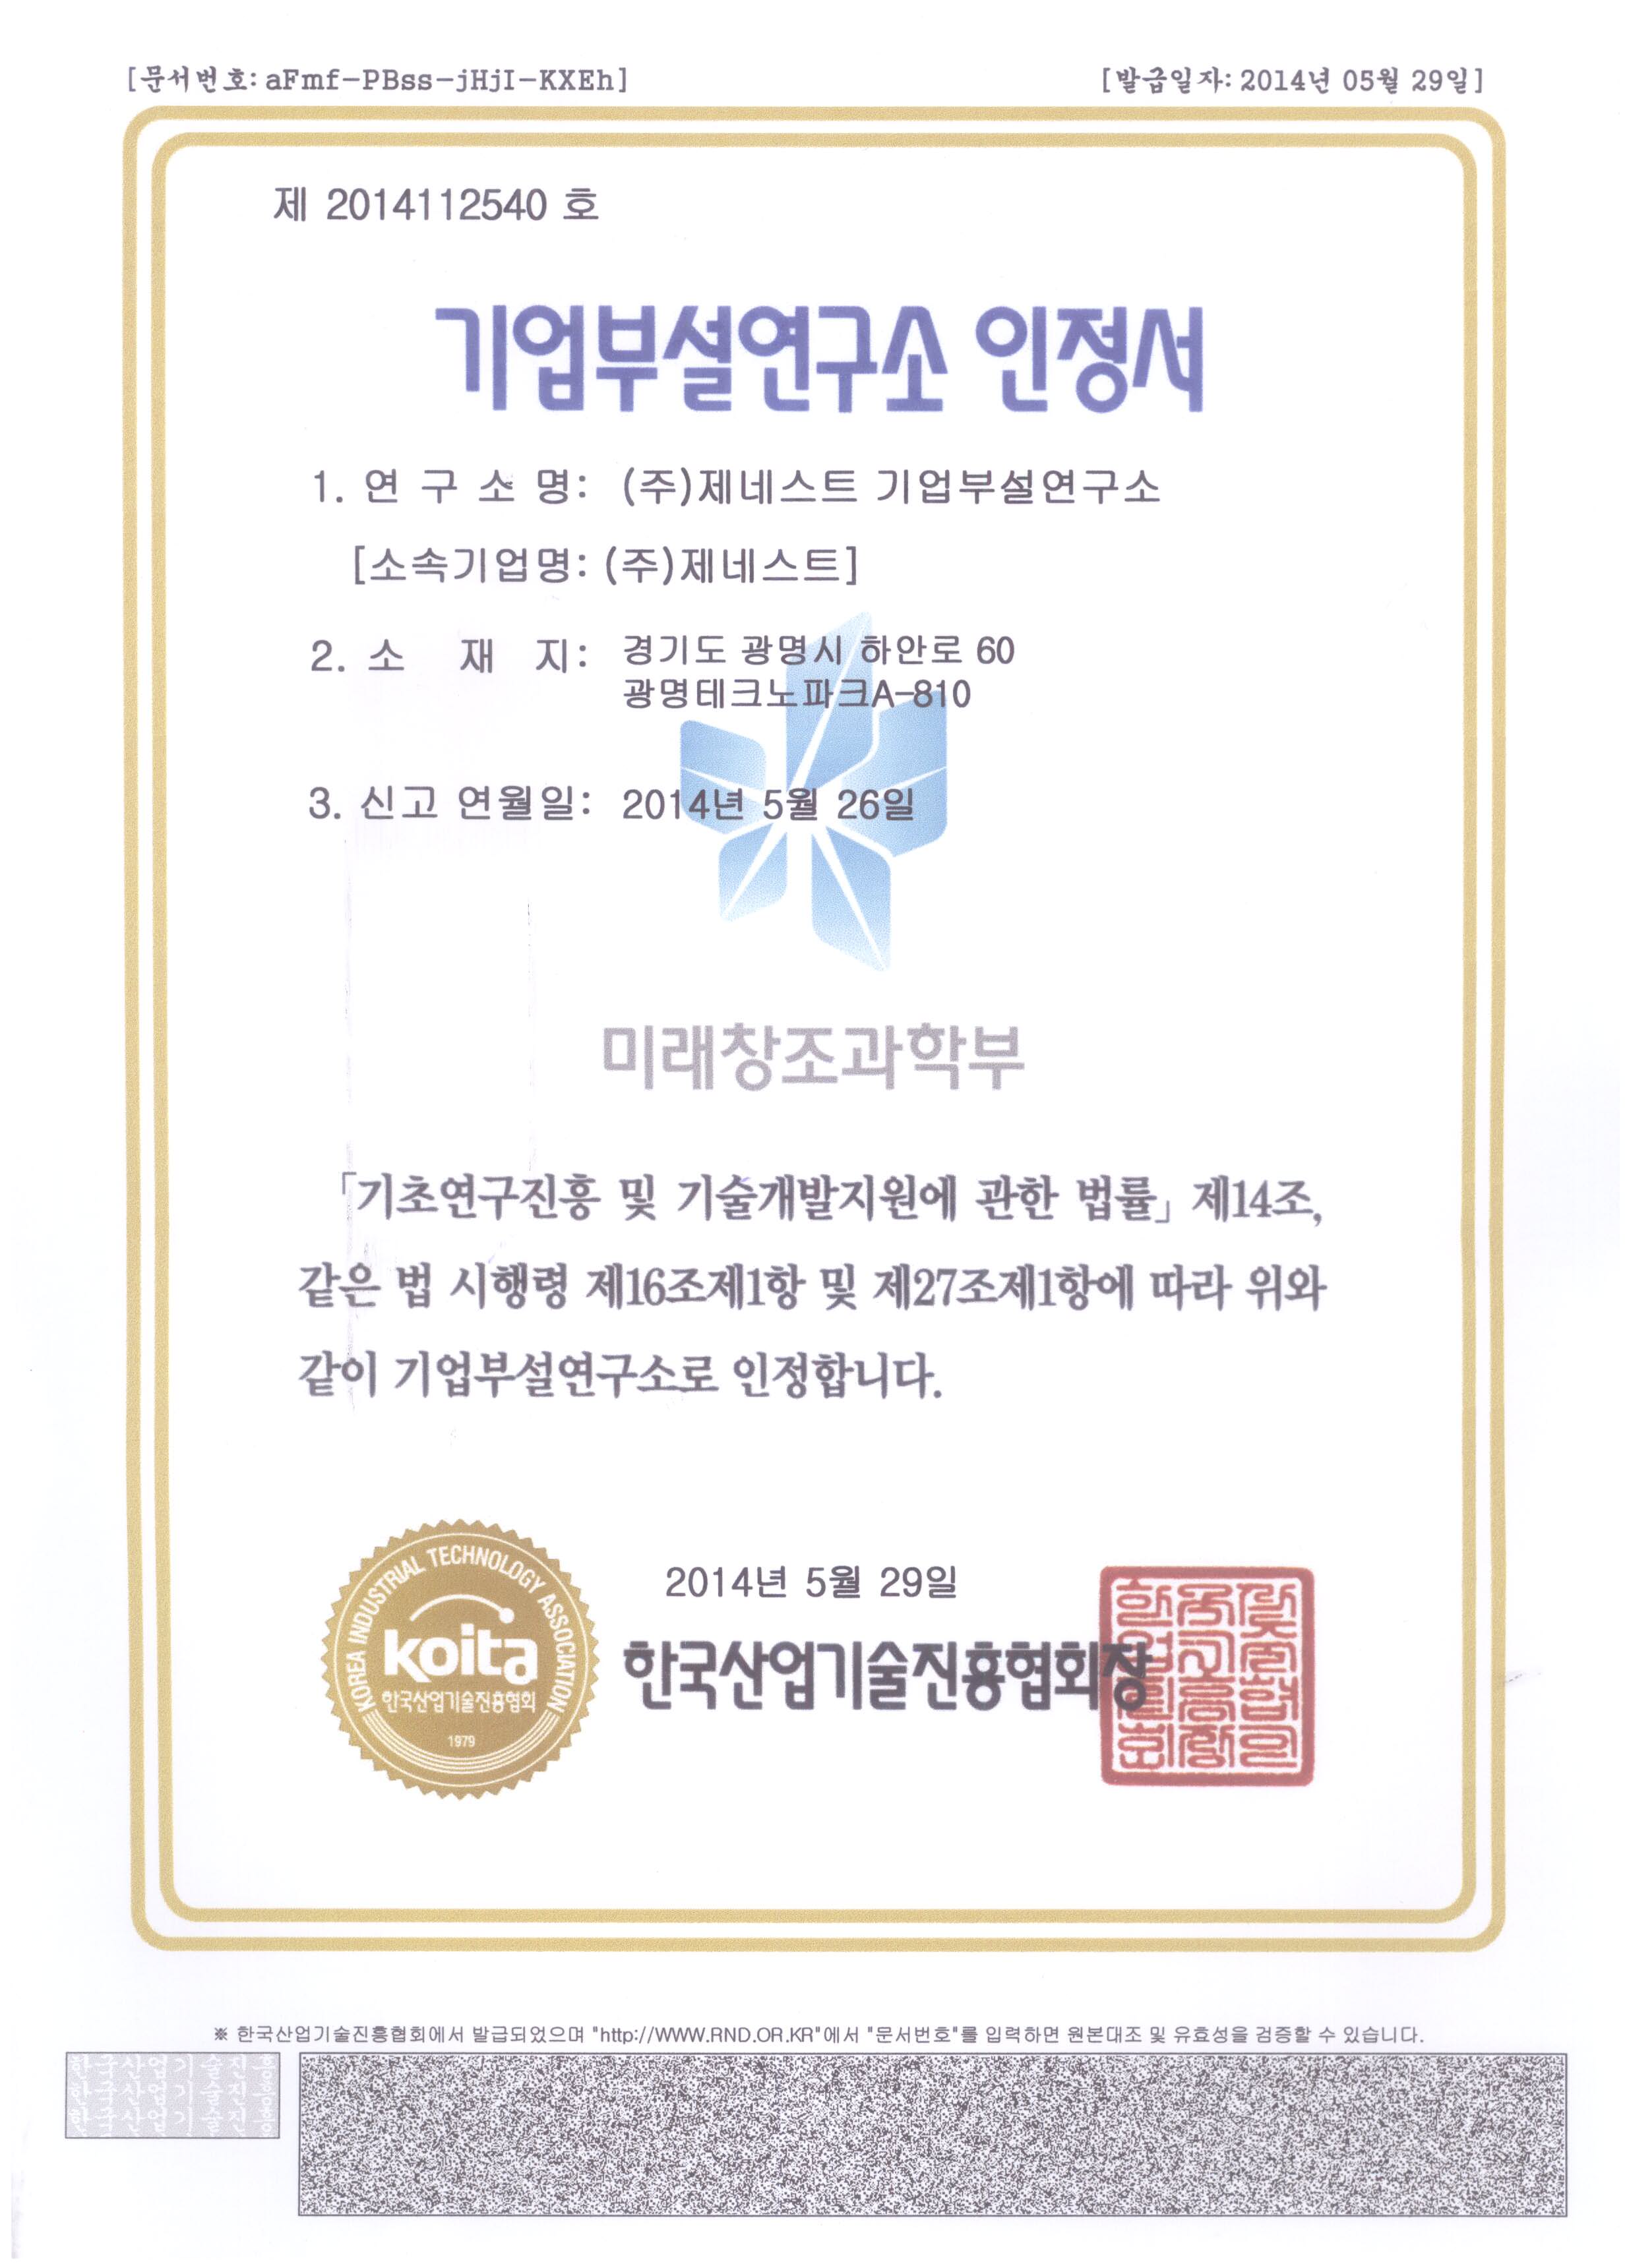 [문서번호: aFmf-PBss-jHjI-KXEh]
[발급일자: 2014년 05월 29일]
제 2014112540 호
기업부설연구소 인정서
1. 연 구 소 명: (주)제네스트 기업부설연구소
[소속기업명: (주)제네스트]
2. 소 재 지: 경기도 광명시 하안로 60
광명테크노파크A-810
3. 신고 연월일: 2014년 5월 26일
미래창조과학부
「기초연구진흥 및 기술개발지원에 관한 법률」 제14조,
같은 법 시행령 제16조제1항 및 제27조제1항에 따라 위와
같이 기업부설연구소로 인정합니다.
KOREA INDUSTRIAL TECHNOLOGY ASSOCIATION
koita
한국산업기술진흥협회
1979
2014년 5월 29일
한국산업기술진흥협회장
※ 한국산업기술진흥협회에서 발급되었으며 "http://WWW.RND.OR.KR"에서 "문서번호"를 입력하면 원본대조 및 유효성을 검증할 수 있습니다.
한국산업기술진흥
한국산업기술진흥
한국산업기술진흥